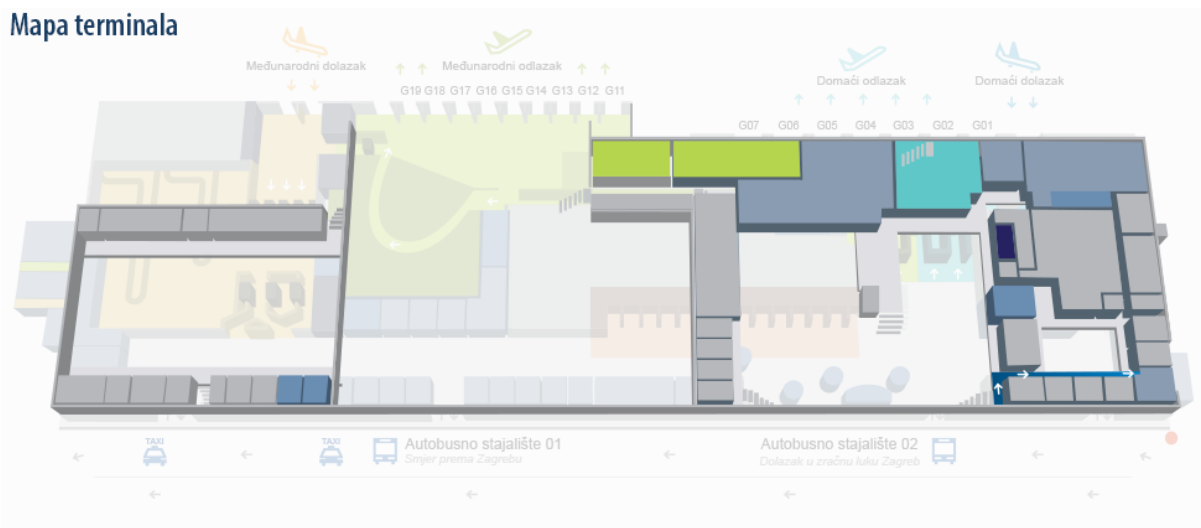 Mapa terminala
Međunarodni dolazak
Međunarodni odlazak
Domaći odlazak
Domaći dolazak
G19 G18 G17 G16 G15 G14 G13 G12 G11
G07 G06 G05 G04 G03 G02 G01
TAXI
TAXI
Autobusno stajalište 01
Smjer prema Zagrebu
Autobusno stajalište 02
Dolazak u zračnu luku Zagreb